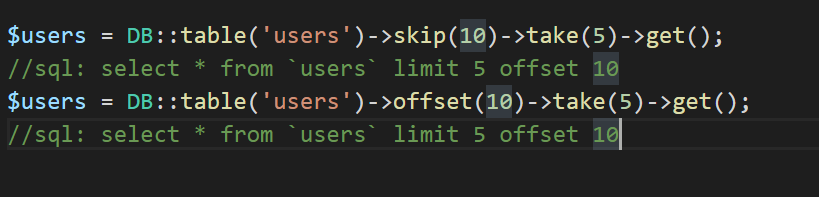 $users = DB::table('users')->skip(10)->take(5)->get();
//sql: select * from `users` limit 5 offset 10
$users = DB::table('users')->offset(10)->take(5)->get();
//sql: select * from `users` limit 5 offset 10